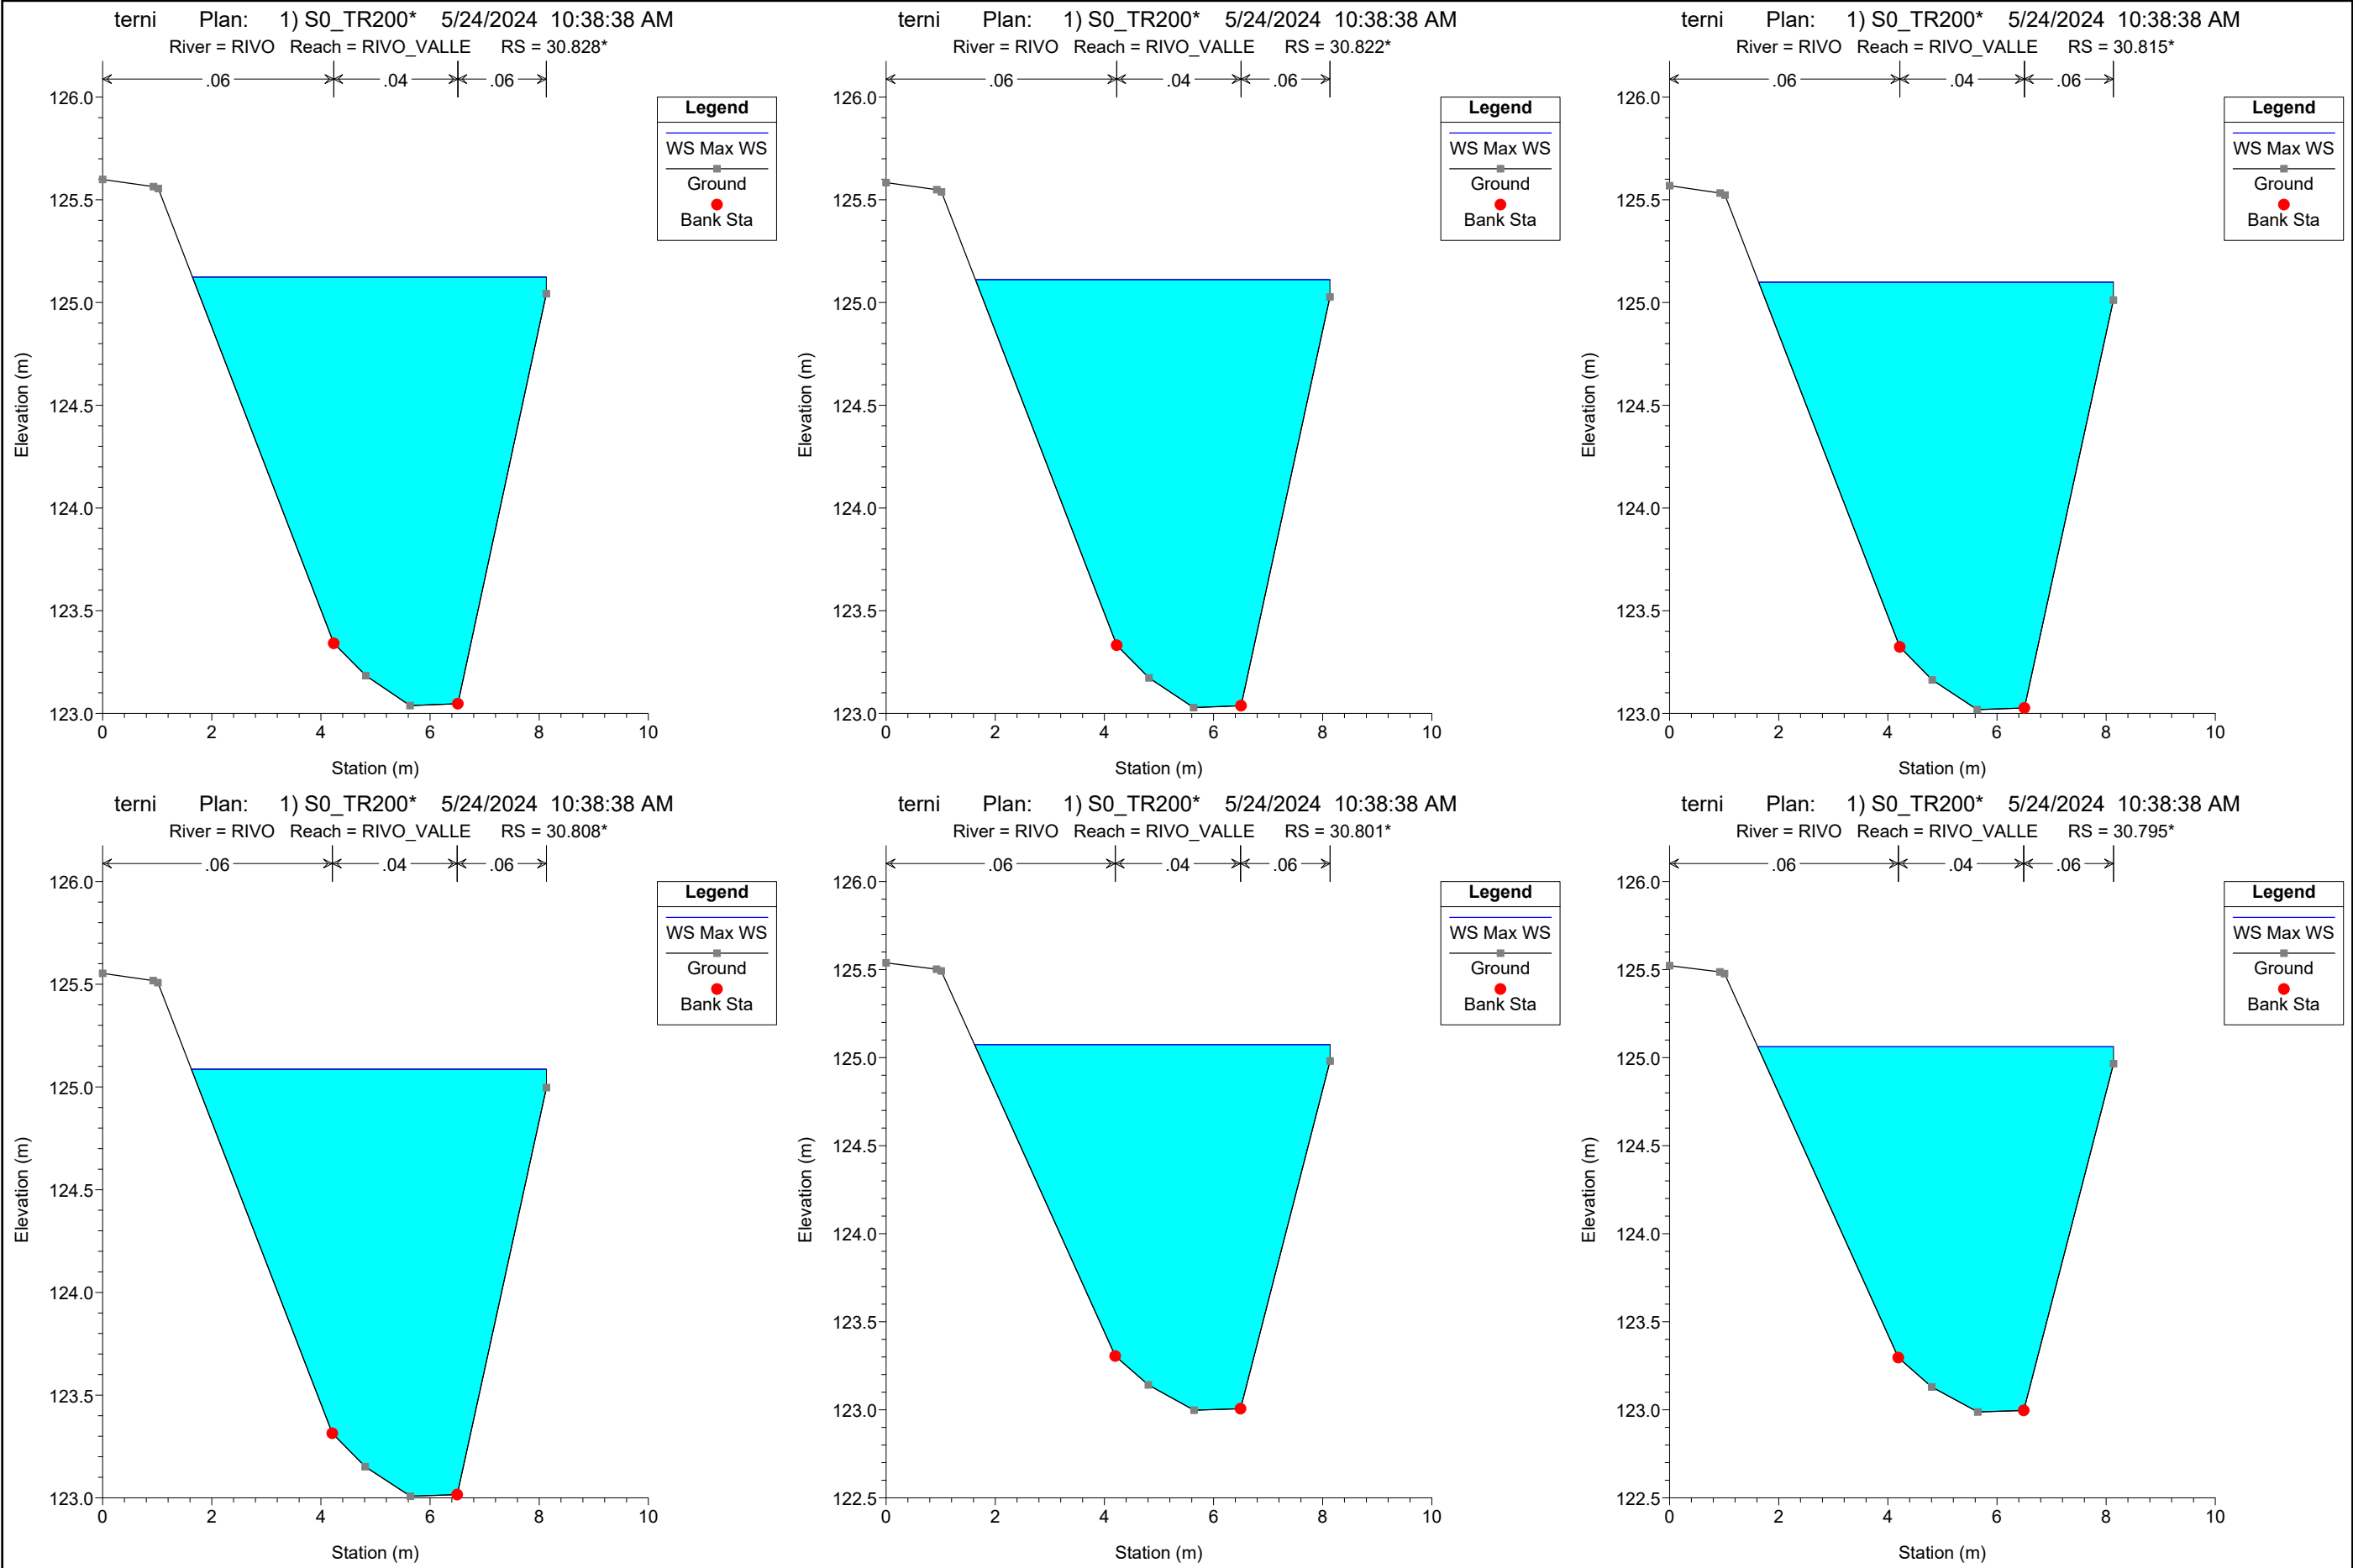 terni Plan: 1) S0_TR200* 5/24/2024 10:38:38 AM
River = RIVO Reach = RIVO_VALLE RS = 30.828*
.06 .04 .06
Legend
WS Max WS
Ground
Bank Sta
126.0
125.5
125.0
124.5
124.0
123.5
123.0
Elevation (m)
0 2 4 6 8 10
Station (m)
terni Plan: 1) S0_TR200* 5/24/2024 10:38:38 AM
River = RIVO Reach = RIVO_VALLE RS = 30.822*
.06 .04 .06
Legend
WS Max WS
Ground
Bank Sta
126.0
125.5
125.0
124.5
124.0
123.5
123.0
Elevation (m)
0 2 4 6 8 10
Station (m)
terni Plan: 1) S0_TR200* 5/24/2024 10:38:38 AM
River = RIVO Reach = RIVO_VALLE RS = 30.815*
.06 .04 .06
Legend
WS Max WS
Ground
Bank Sta
126.0
125.5
125.0
124.5
124.0
123.5
123.0
Elevation (m)
0 2 4 6 8 10
Station (m)
terni Plan: 1) S0_TR200* 5/24/2024 10:38:38 AM
River = RIVO Reach = RIVO_VALLE RS = 30.808*
.06 .04 .06
Legend
WS Max WS
Ground
Bank Sta
126.0
125.5
125.0
124.5
124.0
123.5
123.0
Elevation (m)
0 2 4 6 8 10
Station (m)
terni Plan: 1) S0_TR200* 5/24/2024 10:38:38 AM
River = RIVO Reach = RIVO_VALLE RS = 30.801*
.06 .04 .06
Legend
WS Max WS
Ground
Bank Sta
126.0
125.5
125.0
124.5
124.0
123.5
123.0
122.5
Elevation (m)
0 2 4 6 8 10
Station (m)
terni Plan: 1) S0_TR200* 5/24/2024 10:38:38 AM
River = RIVO Reach = RIVO_VALLE RS = 30.795*
.06 .04 .06
Legend
WS Max WS
Ground
Bank Sta
126.0
125.5
125.0
124.5
124.0
123.5
123.0
122.5
Elevation (m)
0 2 4 6 8 10
Station (m)